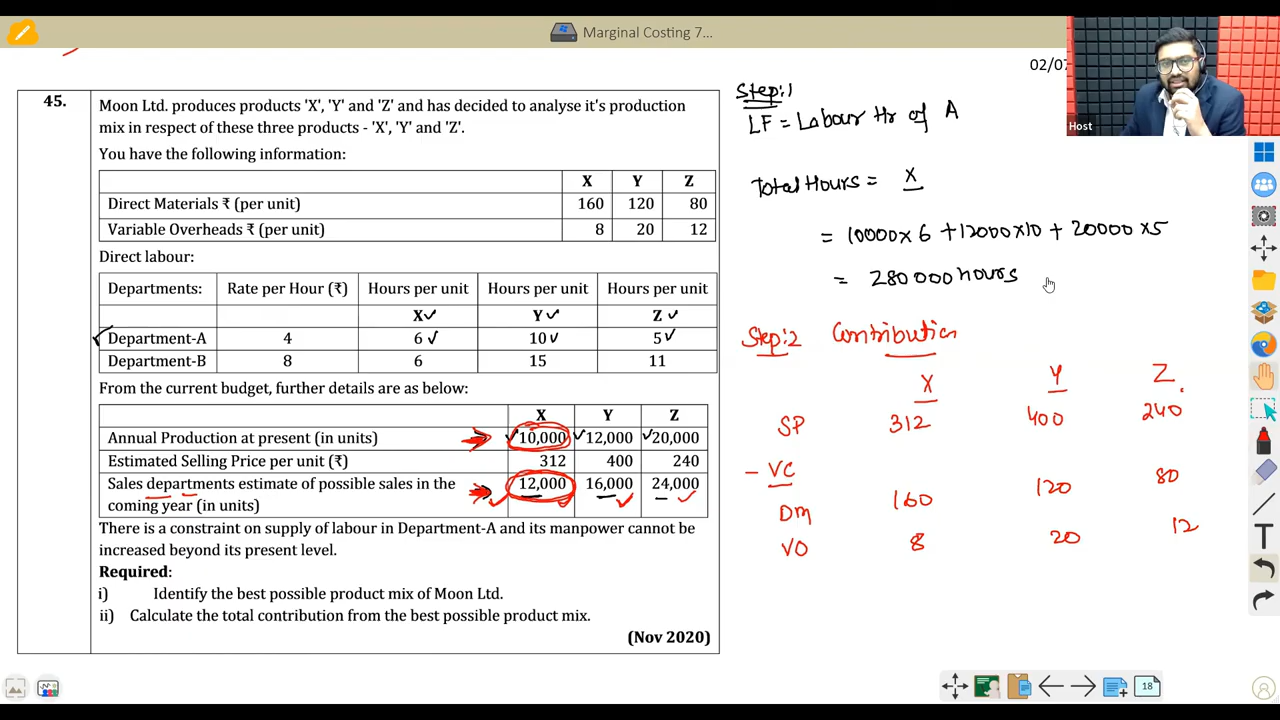 Marginal Costing 7...
02/07
Host
45.
Moon Ltd. produces products 'X', 'Y' and 'Z' and has decided to analyse it's production
mix in respect of these three products - 'X', 'Y' and 'Z'.
You have the following information:
X Y Z
Direct Materials ₹ (per unit) 160 120 80
Variable Overheads ₹ (per unit) 8 20 12
Direct labour:
Departments: Rate per Hour (₹) Hours per unit Hours per unit Hours per unit
X Y Z
Department-A 4 6 10 5
Department-B 8 6 15 11
From the current budget, further details are as below:
X Y Z
Annual Production at present (in units) 10,000 12,000 20,000
Estimated Selling Price per unit (₹) 312 400 240
Sales departments estimate of possible sales in the 12,000 16,000 24,000
coming year (in units)
There is a constraint on supply of labour in Department-A and its manpower cannot be
increased beyond its present level.
Required:
i) Identify the best possible product mix of Moon Ltd.
ii) Calculate the total contribution from the best possible product mix.
(Nov 2020)
Step:1
LF = Labour Hr of A
Total Hours = X
= 10000x 6 + 12000x10 + 20000 x5
= 280000 hours
Step:2 Contribution
X Y Z
SP 312 400 240
- VC
DM 160 120 80
VO 8 20 12
18